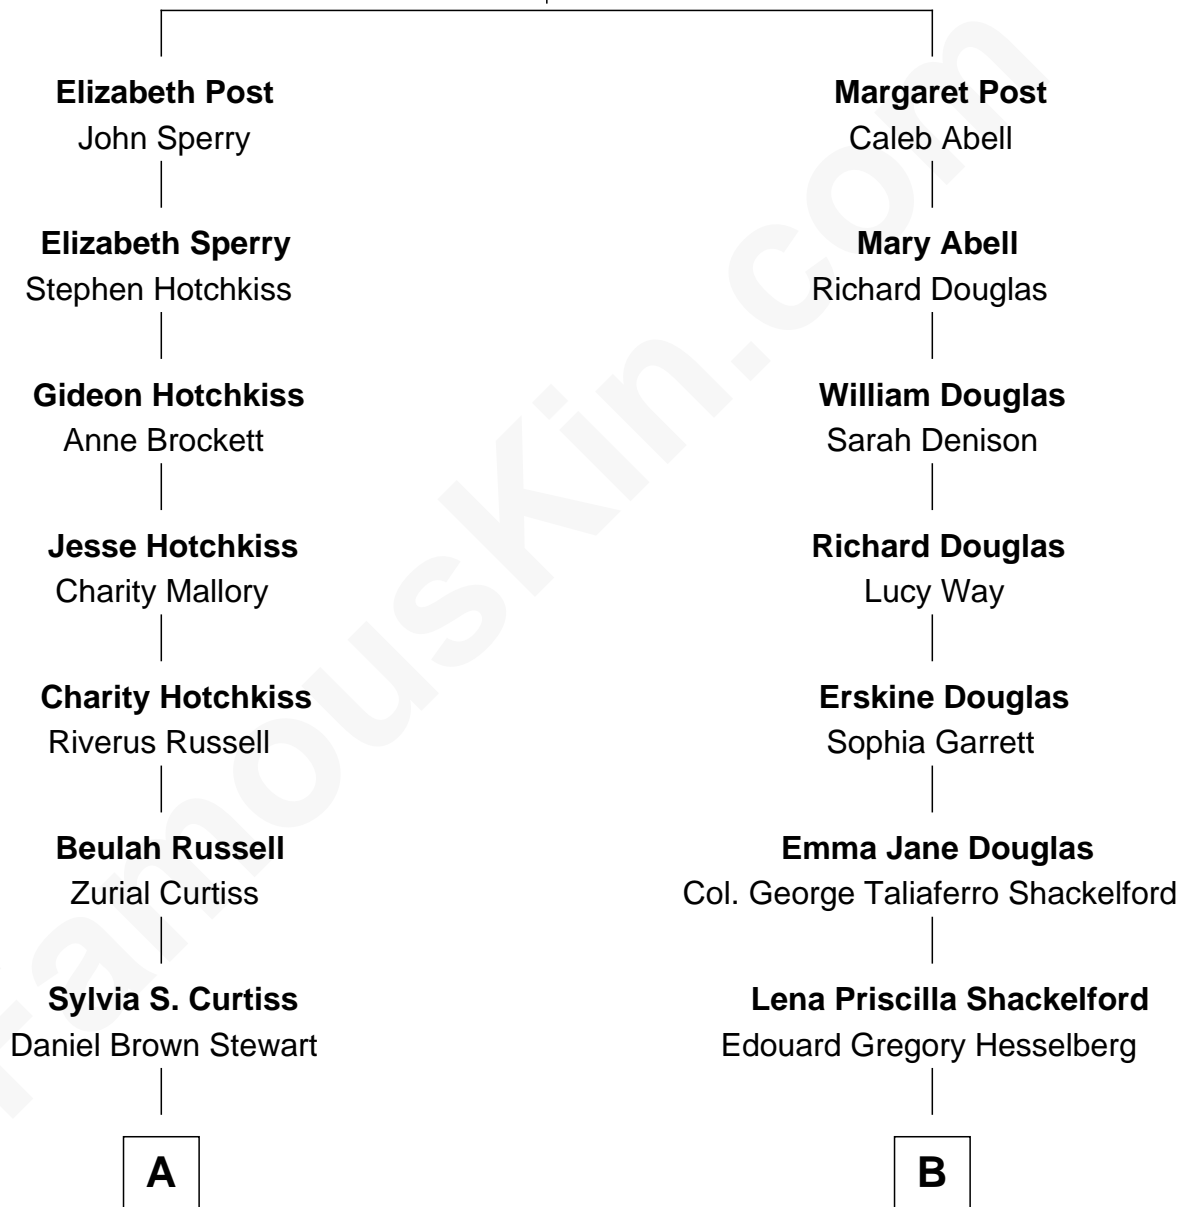 Elizabeth Post
John Sperry
Elizabeth Sperry
Stephen Hotchkiss
Gideon Hotchkiss
Anne Brockett
Jesse Hotchkiss
Charity Mallory
Charity Hotchkiss
Riverus Russell
Beulah Russell
Zurial Curtiss
Sylvia S. Curtiss
Daniel Brown Stewart
A
Margaret Post
Caleb Abell
Mary Abell
Richard Douglas
William Douglas
Sarah Denison
Richard Douglas
Lucy Way
Erskine Douglas
Sophia Garrett
Emma Jane Douglas
Col. George Taliaferro Shackelford
Lena Priscilla Shackelford
Edouard Gregory Hesselberg
B
FamousKin.com